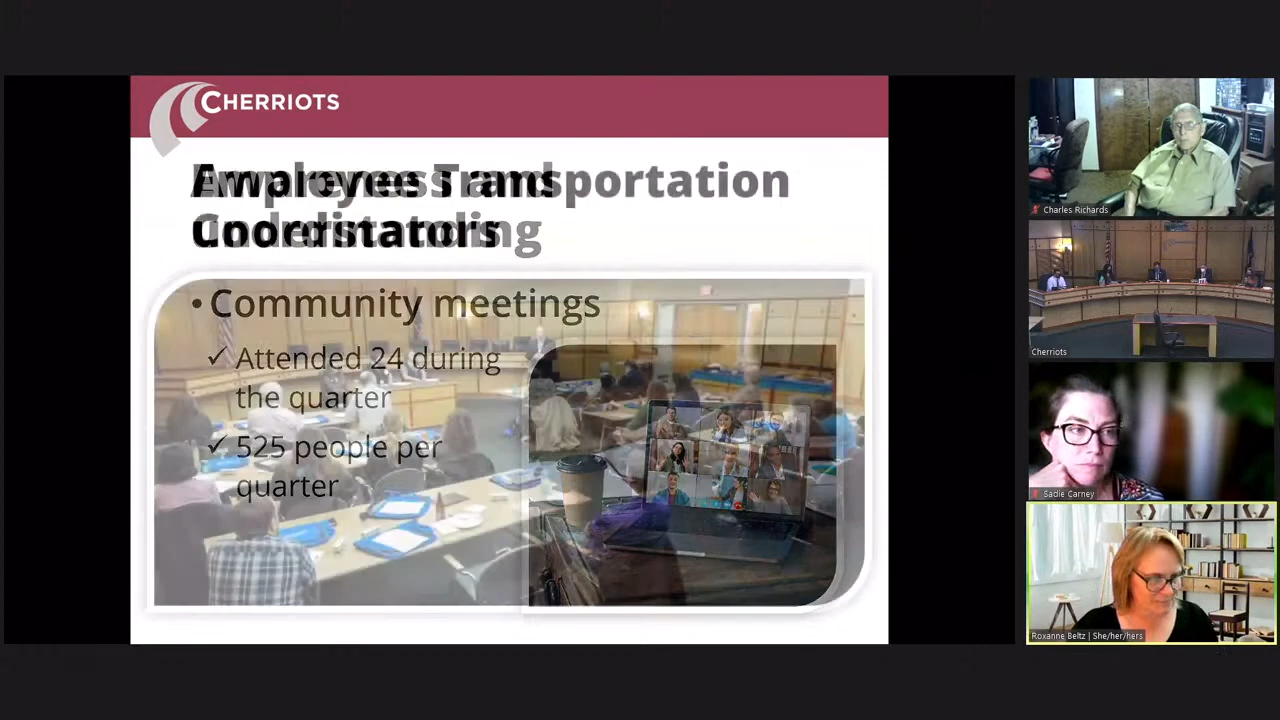 CHERRIOTS
Employee Transportation
Coordinators
Awareness and
understanding
• Community meetings
✓ Attended 24 during
the quarter
✓ 525 people per
quarter
Charles Richards
Cherriots
Sadie Carney
Roxanne Beltz | She/her/hers